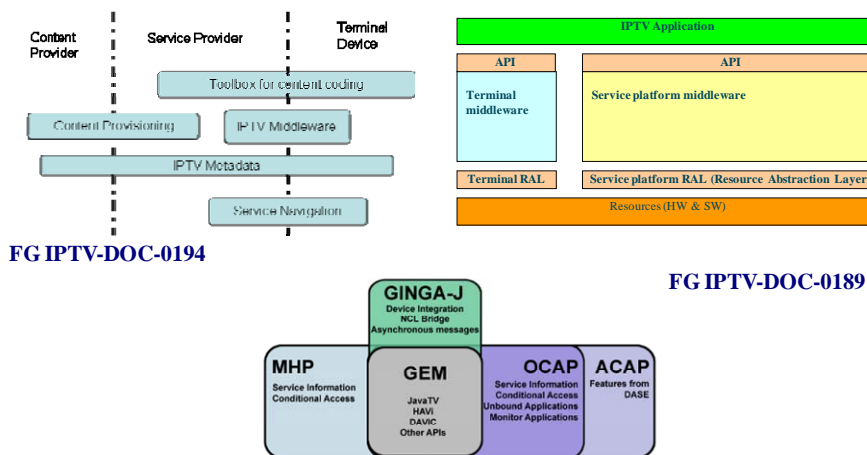 Content
Provider
Service Provider
Terminal
Device
Toolbox for content coding
Content Provisioning
IPTV Middleware
IPTV Metadata
Service Navigation
FG IPTV-DOC-0194
IPTV Application
API
API
Terminal
middleware
Service platform middleware
Terminal RAL
Service platform RAL (Resource Abstraction Layer
Resources (HW & SW)
FG IPTV-DOC-0189
GINGA-J
Device Integration
NCL Bridge
Asynchronous messages
MHP
Service Information
Conditional Access
GEM
JavaTV
HAVi
DAVIC
Other APIs
OCAP
Service Information
Conditional Access
Unbound Applications
Monitor Applications
ACAP
Features from
DASE